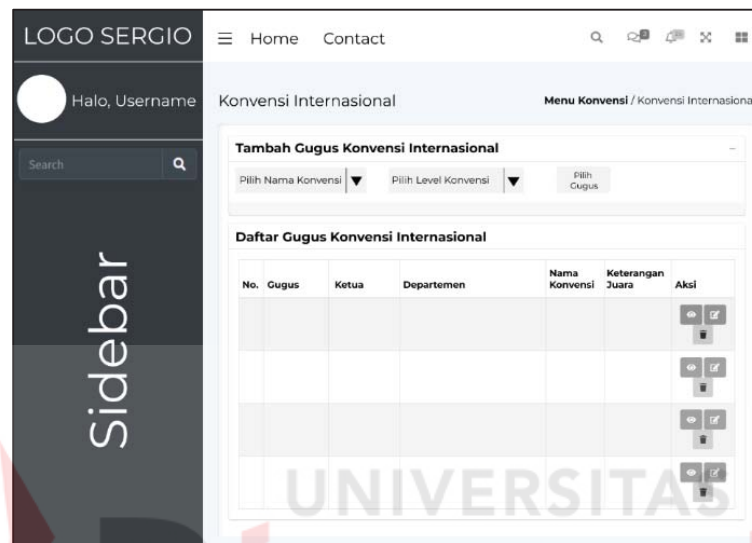 LOGO SERGIO
Home Contact
Halo, Username
Konvensi Internasional
Menu Konvensi / Konvensi Internasiona
Search
Tambah Gugus Konvensi Internasional
Pilih Nama Konvensi
Pilih Level Konvensi
Pilih
Gugus
Daftar Gugus Konvensi Internasional
No. Gugus Ketua Departemen Nama Konvensi Keterangan Juara Aksi
Sidebar
UNIVERSITAS